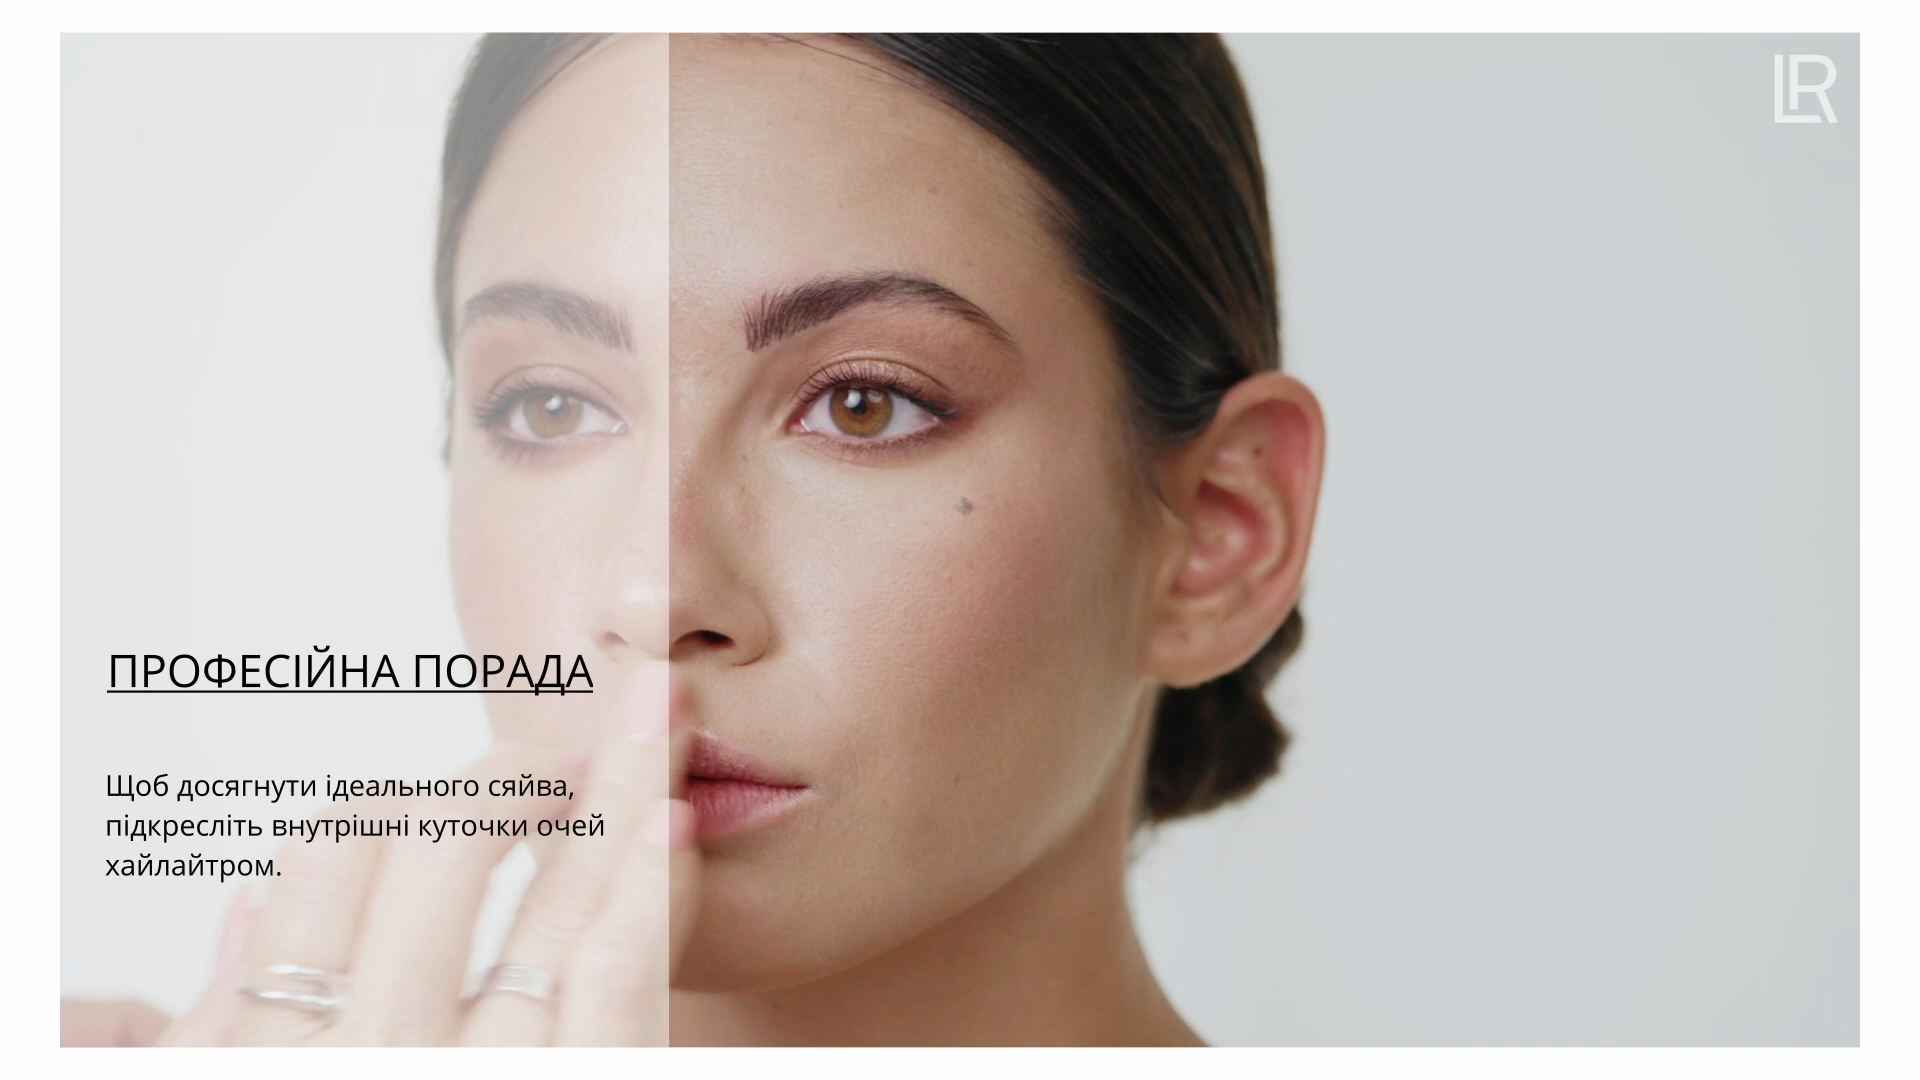 LR
ПРОФЕСІЙНА ПОРАДА
Щоб досягнути ідеального сяйва,
підкресліть внутрішні куточки очей
хайлайтром.